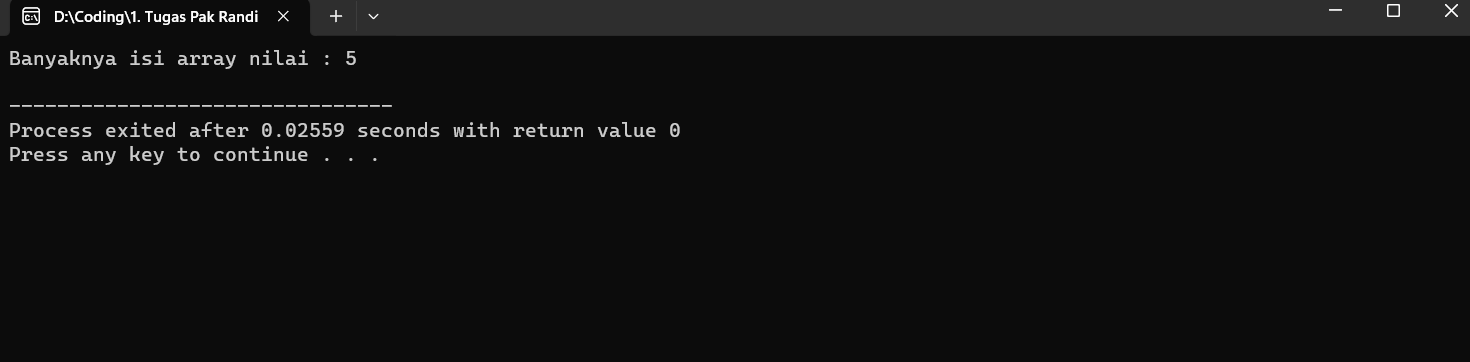 D:\Coding\1. Tugas Pak Randi
Banyaknya isi array nilai : 5
--------------------------------
Process exited after 0.02559 seconds with return value 0
Press any key to continue . . .